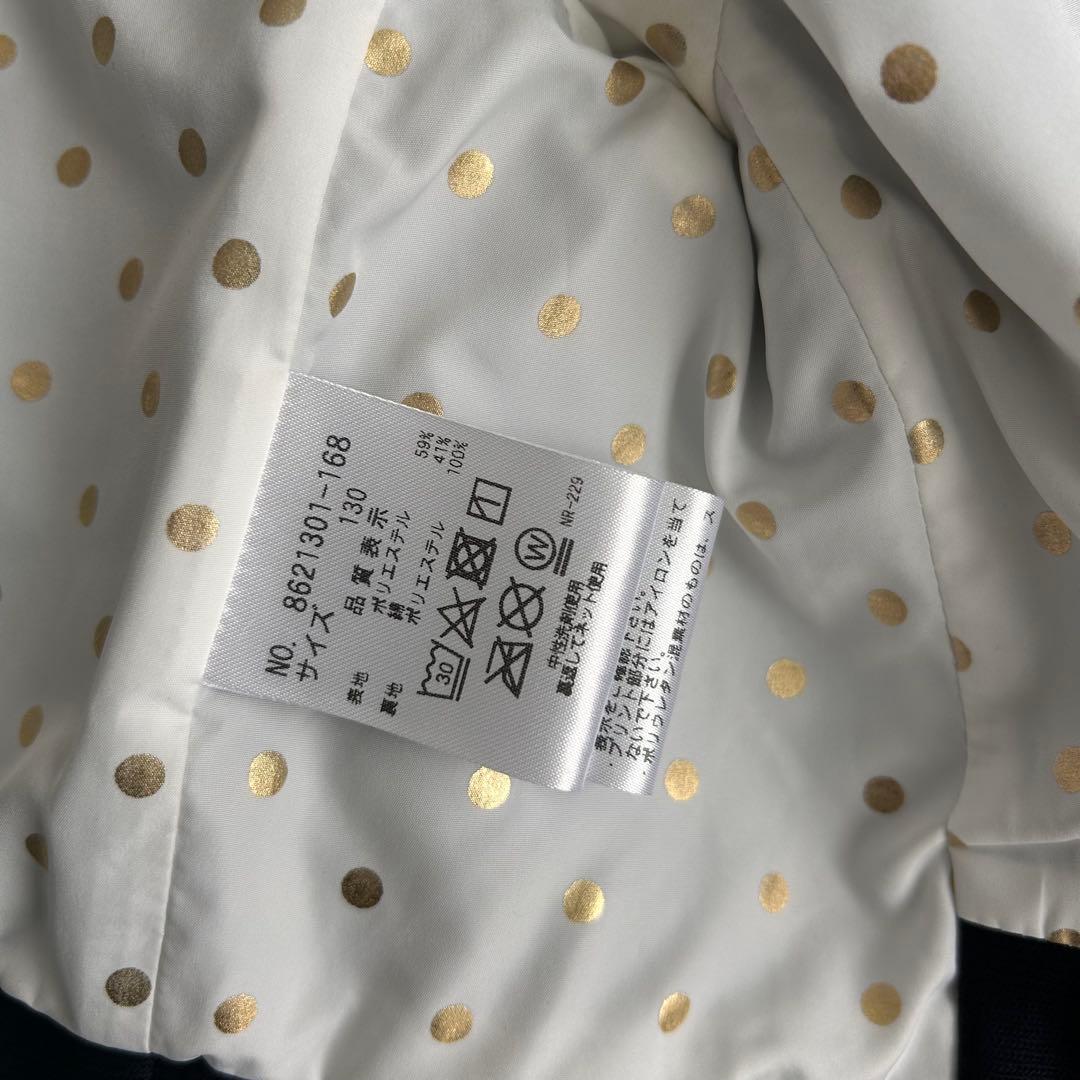 NO. 8621301-168
サイズ 130
品質表示
表地 ポリエステル 59%
綿 41%
裏地 ポリエステル 100%
30
W
NR-229
中性洗剤使用
裏返してネット使用
・プリント部分にはアイロンを当て
ないで下さい。
・ポリウレタン混素材のものは、ス